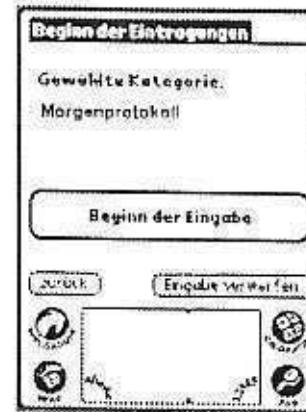 Beginn der Eintragungen
Gewählte Kategorie:
Morgenprotokoll
Beginn der Eingabe
Zurück
Eingabe verwerfen